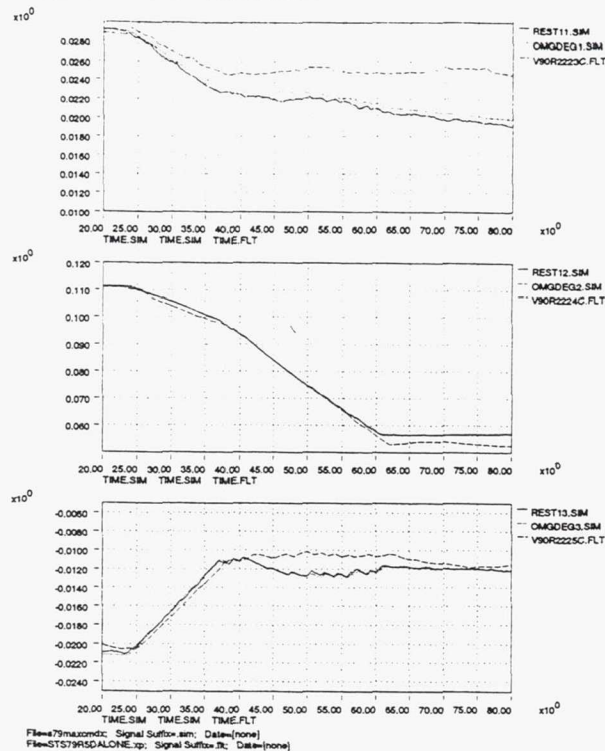 x10⁰
0.0280
0.0260
0.0240
0.0220
0.0200
0.0180
0.0160
0.0140
0.0120
0.0100
REST11.SIM
OMGDEG1.SIM
V90R2223C.FLT
20.00 25.00 30.00 35.00 40.00 45.00 50.00 55.00 60.00 65.00 70.00 75.00 80.00
TIME.SIM TIME.SIM TIME.FLT
x10⁰
x10⁰
0.120
0.110
0.100
0.090
0.080
0.070
0.060
REST12.SIM
OMGDEG2.SIM
V90R2224C.FLT
20.00 25.00 30.00 35.00 40.00 45.00 50.00 55.00 60.00 65.00 70.00 75.00 80.00
TIME.SIM TIME.SIM TIME.FLT
x10⁰
x10⁰
-0.0060
-0.0080
-0.0100
-0.0120
-0.0140
-0.0160
-0.0180
-0.0200
-0.0220
-0.0240
REST13.SIM
OMGDEG3.SIM
V90R2225C.FLT
20.00 25.00 30.00 35.00 40.00 45.00 50.00 55.00 60.00 65.00 70.00 75.00 80.00
TIME.SIM TIME.SIM TIME.FLT
x10⁰
Signal Suffix=.sim; Date=[none]
File=STS79RSDALONE.xp; Signal Suffix=.flt; Date=[none]